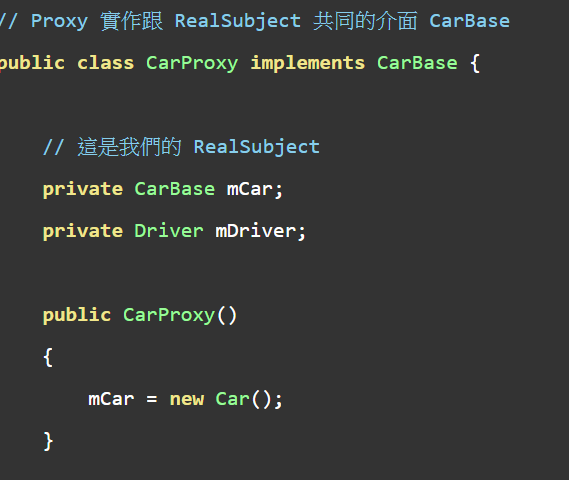 // Proxy 實作跟 RealSubject 共同的介面 CarBase
public class CarProxy implements CarBase {
// 這是我們的 RealSubject
private CarBase mCar;
private Driver mDriver;
public CarProxy()
{
mCar = new Car();
}